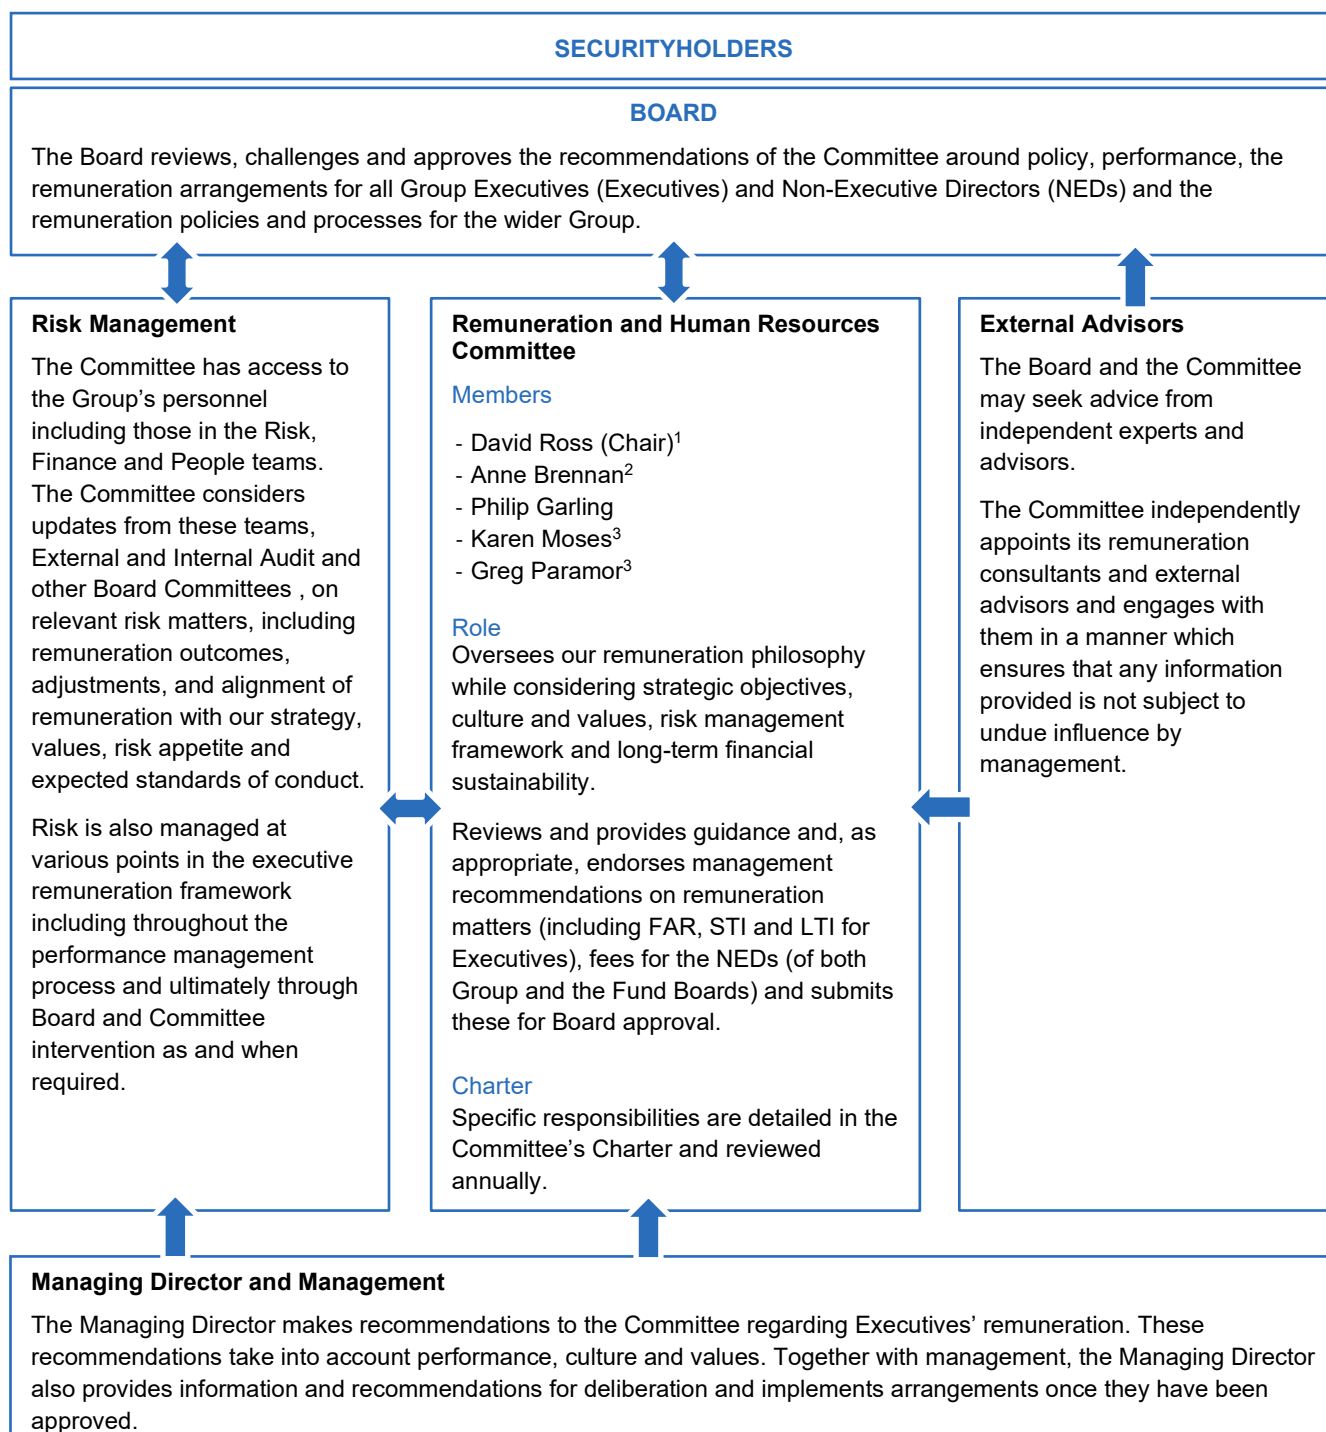 SECURITYHOLDERS
BOARD
The Board reviews, challenges and approves the recommendations of the Committee around policy, performance, the
remuneration arrangements for all Group Executives (Executives) and Non-Executive Directors (NEDs) and the
remuneration policies and processes for the wider Group.
Risk Management
The Committee has access to
the Group’s personnel
including those in the Risk,
Finance and People teams.
The Committee considers
updates from these teams,
External and Internal Audit and
other Board Committees , on
relevant risk matters, including
remuneration outcomes,
adjustments, and alignment of
remuneration with our strategy,
values, risk appetite and
expected standards of conduct.
Risk is also managed at
various points in the executive
remuneration framework
including throughout the
performance management
process and ultimately through
Board and Committee
intervention as and when
required.
Remuneration and Human Resources
Committee
Members
- David Ross (Chair)¹
- Anne Brennan²
- Philip Garling
- Karen Moses³
- Greg Paramor³
Role
Oversees our remuneration philosophy
while considering strategic objectives,
culture and values, risk management
framework and long-term financial
sustainability.
Reviews and provides guidance and, as
appropriate, endorses management
recommendations on remuneration
matters (including FAR, STI and LTI for
Executives), fees for the NEDs (of both
Group and the Fund Boards) and submits
these for Board approval.
Charter
Specific responsibilities are detailed in the
Committee’s Charter and reviewed
annually.
External Advisors
The Board and the Committee
may seek advice from
independent experts and
advisors.
The Committee independently
appoints its remuneration
consultants and external
advisors and engages with
them in a manner which
ensures that any information
provided is not subject to
undue influence by
management.
Managing Director and Management
The Managing Director makes recommendations to the Committee regarding Executives’ remuneration. These
recommendations take into account performance, culture and values. Together with management, the Managing Director
also provides information and recommendations for deliberation and implements arrangements once they have been
approved.